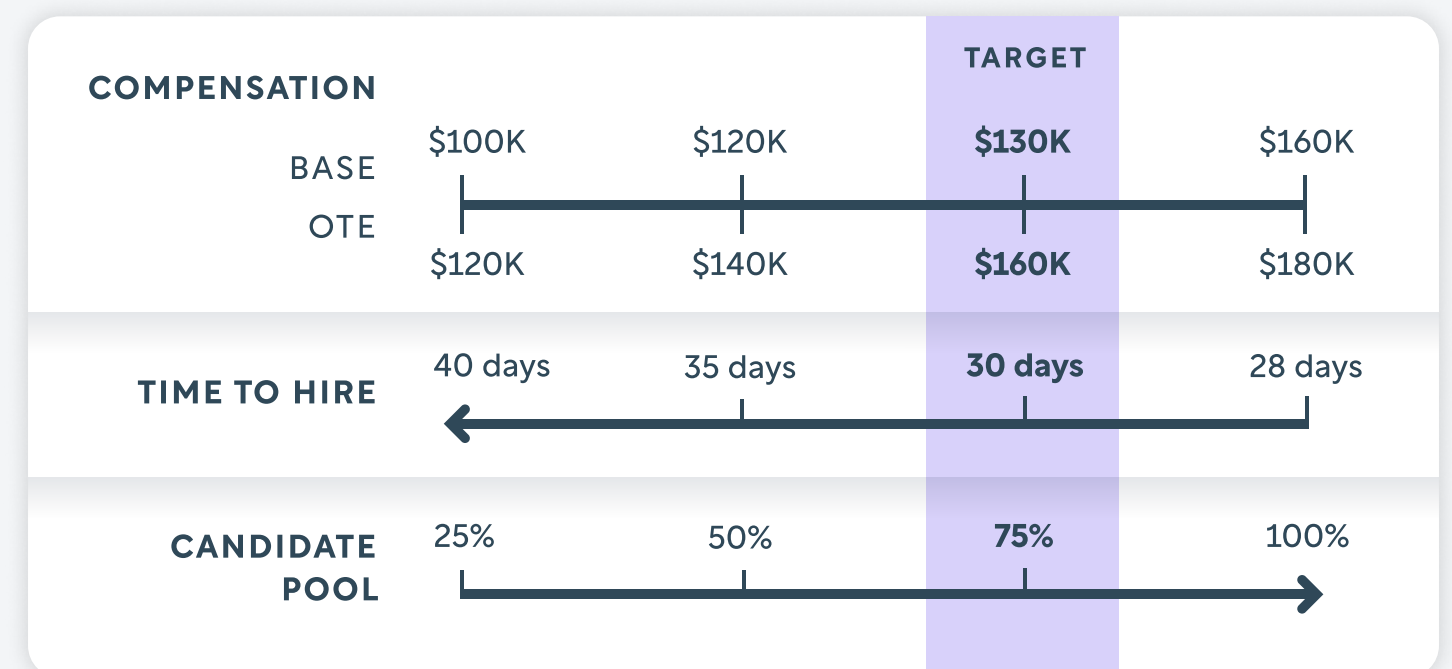 TARGET
COMPENSATION
$100K $120K $130K $160K
BASE
OTE
$120K $140K $160K $180K
40 days 35 days 30 days 28 days
TIME TO HIRE
25% 50% 75% 100%
CANDIDATE
POOL